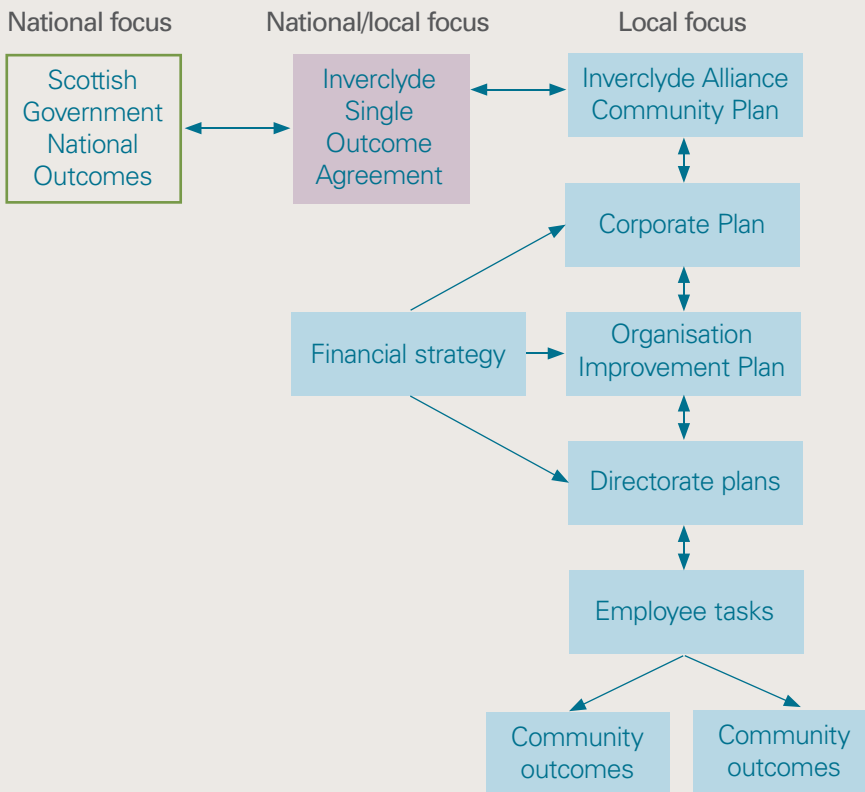 National focus
National/local focus
Local focus
Scottish
Government
National
Outcomes
Inverclyde
Single
Outcome
Agreement
Inverclyde Alliance
Community Plan
Corporate Plan
Financial strategy
Organisation
Improvement Plan
Directorate plans
Employee tasks
Community
outcomes
Community
outcomes